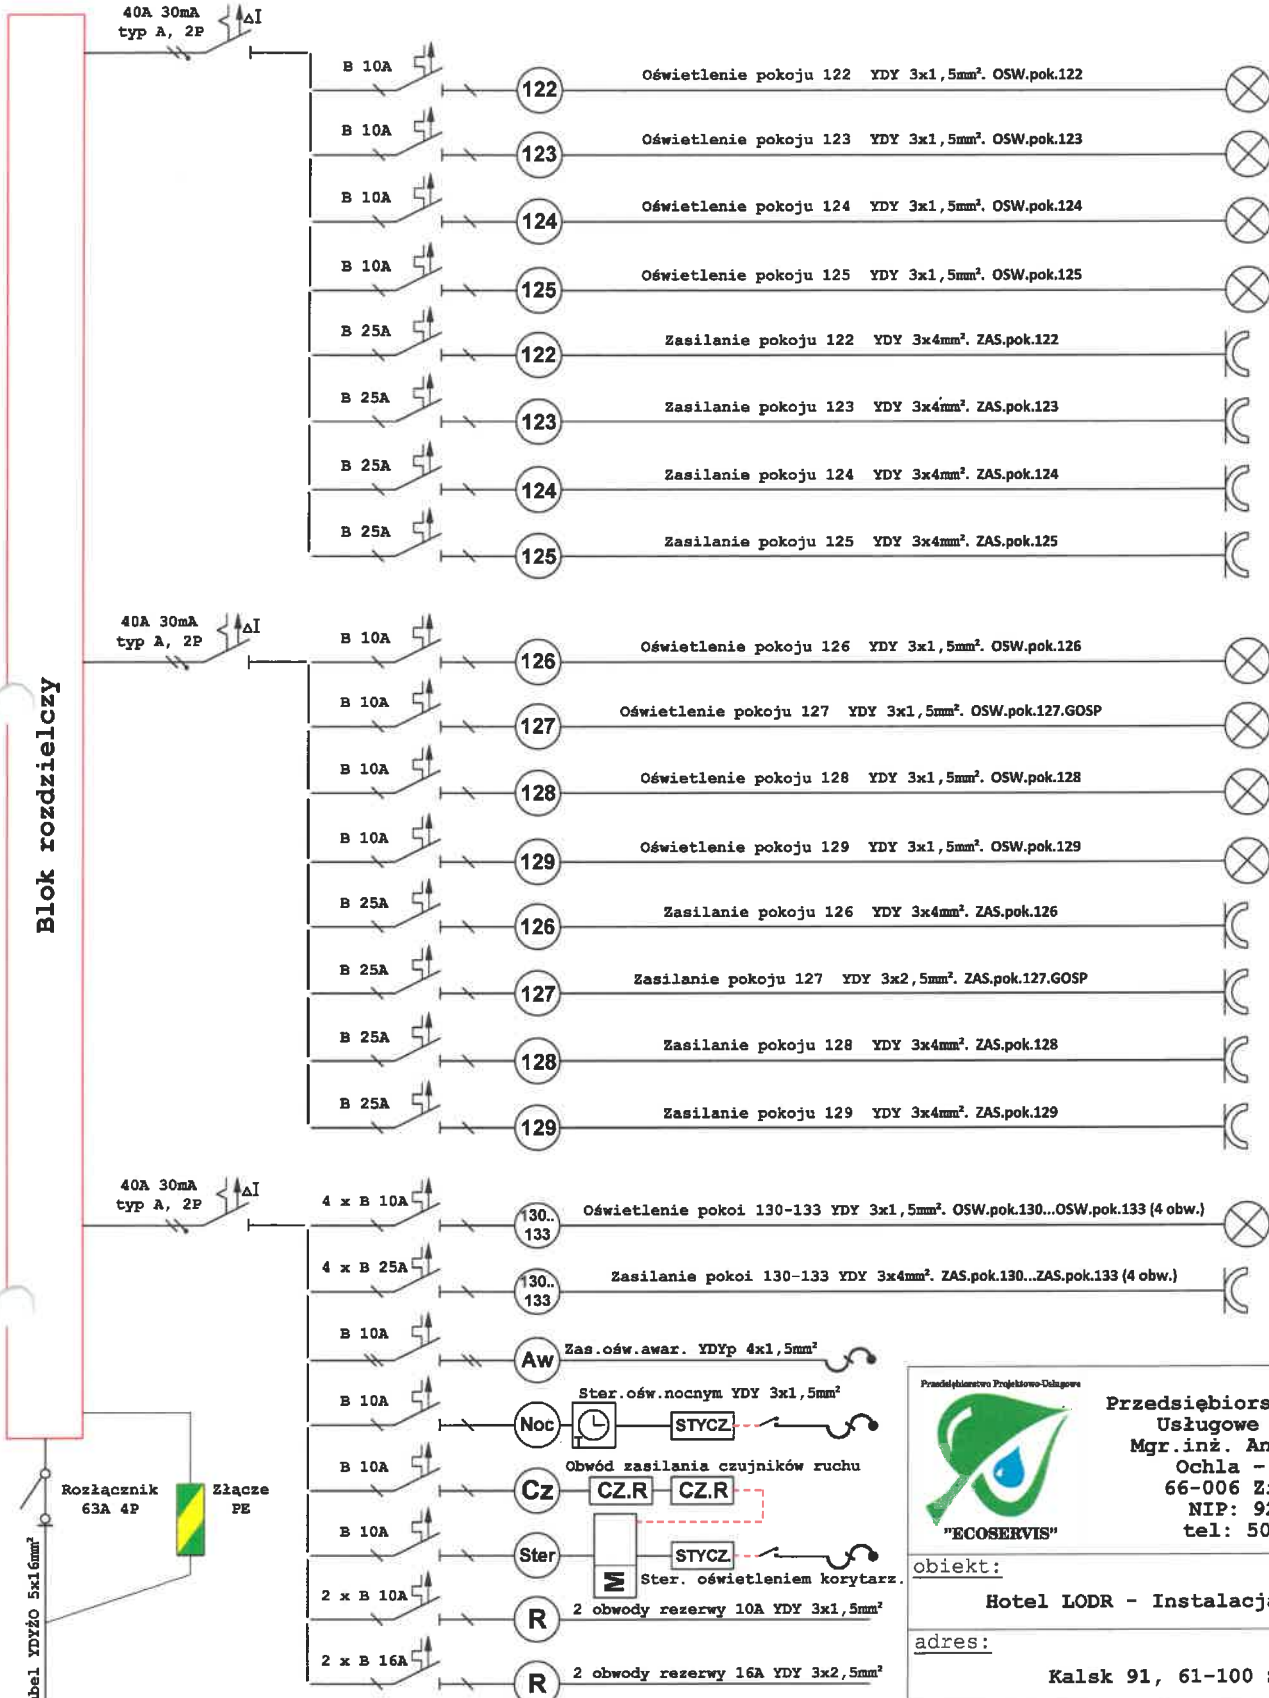 40A 30mA
typ A, 2P
ΔI
B 10A
122
Oświetlenie pokoju 122 YDY 3x1,5mm². OSW.pok.122
B 10A
123
Oświetlenie pokoju 123 YDY 3x1,5mm². OSW.pok.123
B 10A
124
Oświetlenie pokoju 124 YDY 3x1,5mm². OSW.pok.124
B 10A
125
Oświetlenie pokoju 125 YDY 3x1,5mm². OSW.pok.125
B 25A
122
Zasilanie pokoju 122 YDY 3x4mm². ZAS.pok.122
B 25A
123
Zasilanie pokoju 123 YDY 3x4mm². ZAS.pok.123
B 25A
124
Zasilanie pokoju 124 YDY 3x4mm². ZAS.pok.124
B 25A
125
Zasilanie pokoju 125 YDY 3x4mm². ZAS.pok.125
Blok rozdzielczy
40A 30mA
typ A, 2P
ΔI
B 10A
126
Oświetlenie pokoju 126 YDY 3x1,5mm². OSW.pok.126
B 10A
127
Oświetlenie pokoju 127 YDY 3x1,5mm². OSW.pok.127.GOSP
B 10A
128
Oświetlenie pokoju 128 YDY 3x1,5mm². OSW.pok.128
B 10A
129
Oświetlenie pokoju 129 YDY 3x1,5mm². OSW.pok.129
B 25A
126
Zasilanie pokoju 126 YDY 3x4mm². ZAS.pok.126
B 25A
127
Zasilanie pokoju 127 YDY 3x2,5mm². ZAS.pok.127.GOSP
B 25A
128
Zasilanie pokoju 128 YDY 3x4mm². ZAS.pok.128
B 25A
129
Zasilanie pokoju 129 YDY 3x4mm². ZAS.pok.129
40A 30mA
typ A, 2P
ΔI
4 x B 10A
130..
133
Oświetlenie pokoi 130-133 YDY 3x1,5mm². OSW.pok.130...OSW.pok.133 (4 obw.)
4 x B 25A
130..
133
Zasilanie pokoi 130-133 YDY 3x4mm². ZAS.pok.130...ZAS.pok.133 (4 obw.)
B 10A
Aw
Zas.ośw.awar. YDYp 4x1,5mm²
B 10A
Noc
Ster.ośw.nocnym YDY 3x1,5mm²
T
STYCZ.
B 10A
Cz
Obwód zasilania czujników ruchu
CZ.R
CZ.R
B 10A
Ster
M
STYCZ.
Ster. oświetleniem korytarz.
2 x B 10A
R
2 obwody rezerwy 10A YDY 3x1,5mm²
2 x B 16A
R
2 obwody rezerwy 16A YDY 3x2,5mm²
Rozłącznik
63A 4P
Złącze
PE
YDYŻO 5x16mm²
Przedsiębiorstwo Projektowo-Usługowe
"ECOSERVIS"
Usługowe
Mgr.inż.
Ochla -
66-006
NIP:
tel:
obiekt:
Hotel LODR -
adres:
Kalsk 91, 61-100